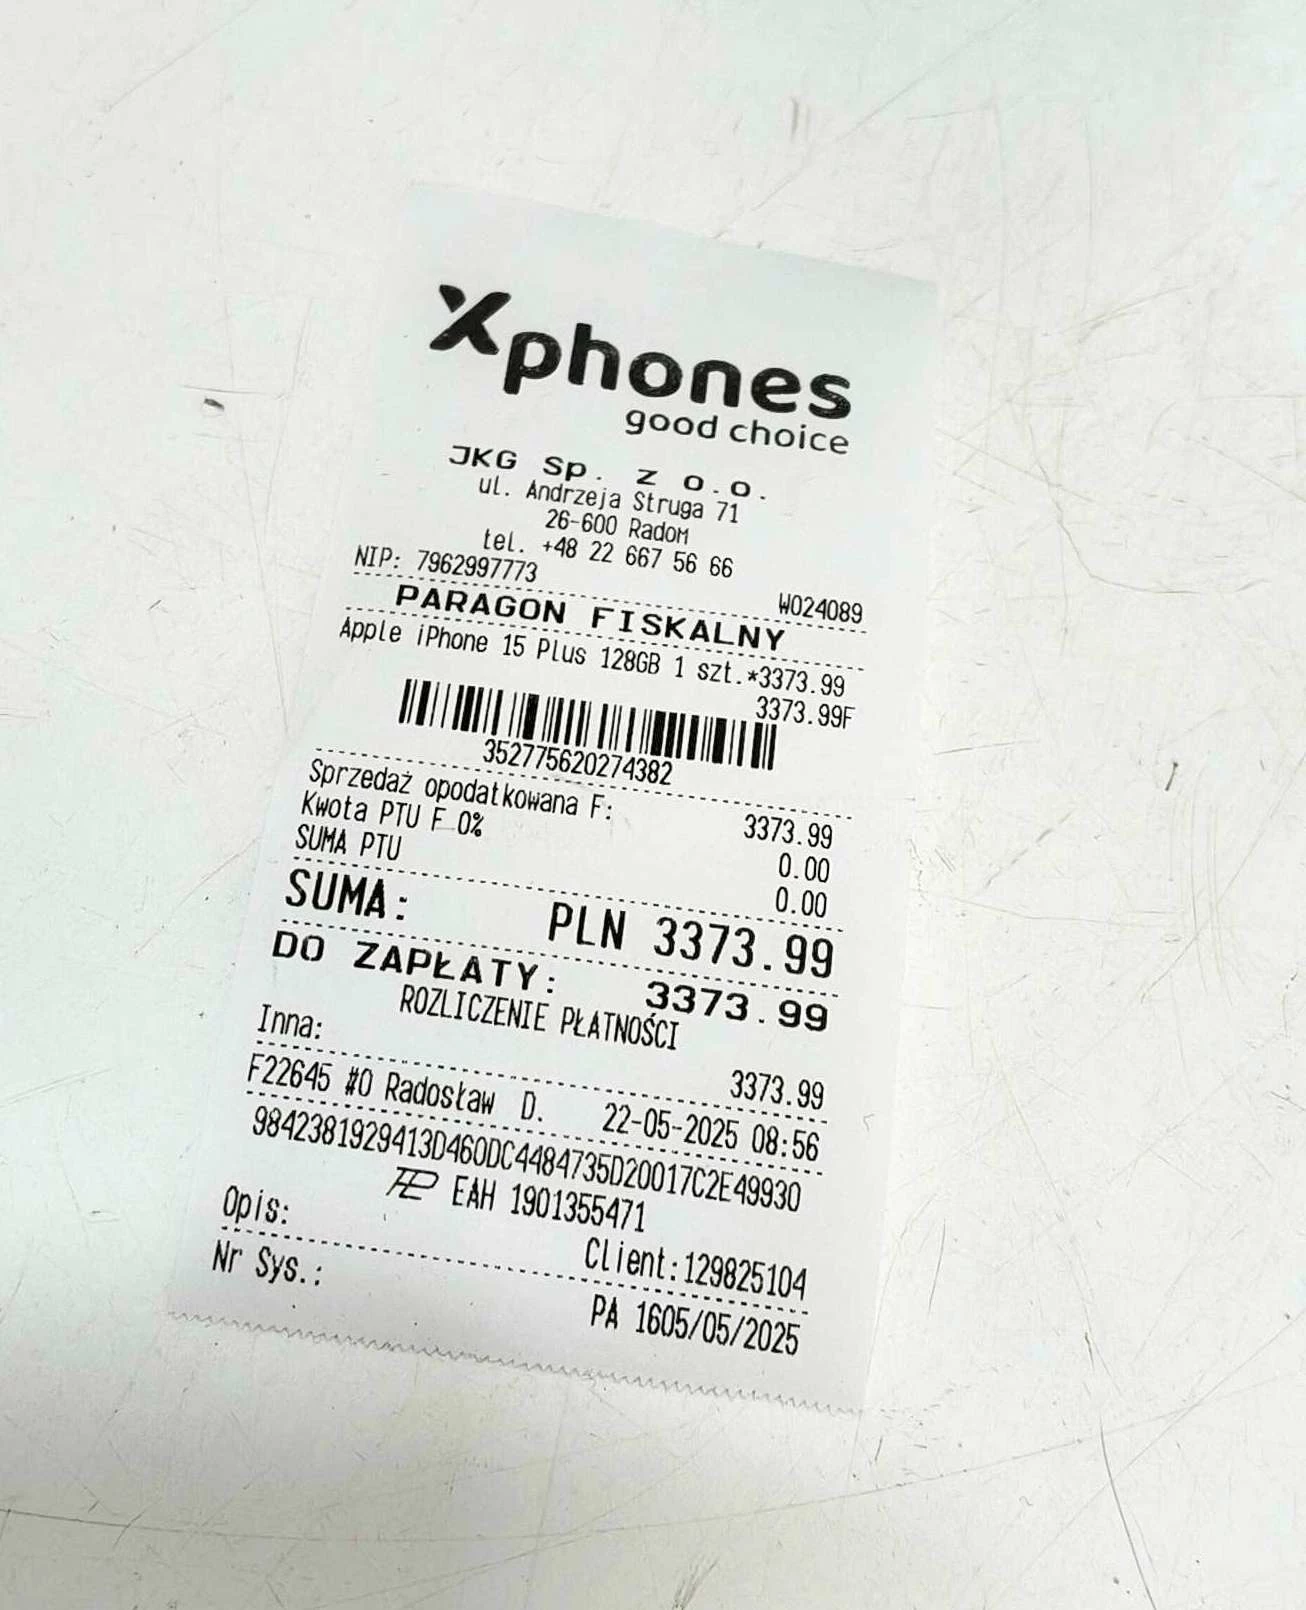 Xphones
good choice
JKG Sp. z o.o.
ul. Andrzeja Struga 71
26-600 Radom
tel. +48 22 667 56 66
NIP: 7962997773 W024089
PARAGON FISKALNY
Apple iPhone 15 Plus 128GB 1 szt.*3373.99
3373.99F
352775620274382
Sprzedaż opodatkowana F: 3373.99
Kwota PTU F 0% 0.00
SUMA PTU 0.00
SUMA: PLN 3373.99
DO ZAPŁATY: 3373.99
ROZLICZENIE PŁATNOŚCI
Inna: 3373.99
F22645 #0 Radosław D. 22-05-2025 08:56
9842381929413D460DC4484735D20017C2E49930
EAH 1901355471
Opis: Client:129825104
Nr Sys.: PA 1605/05/2025